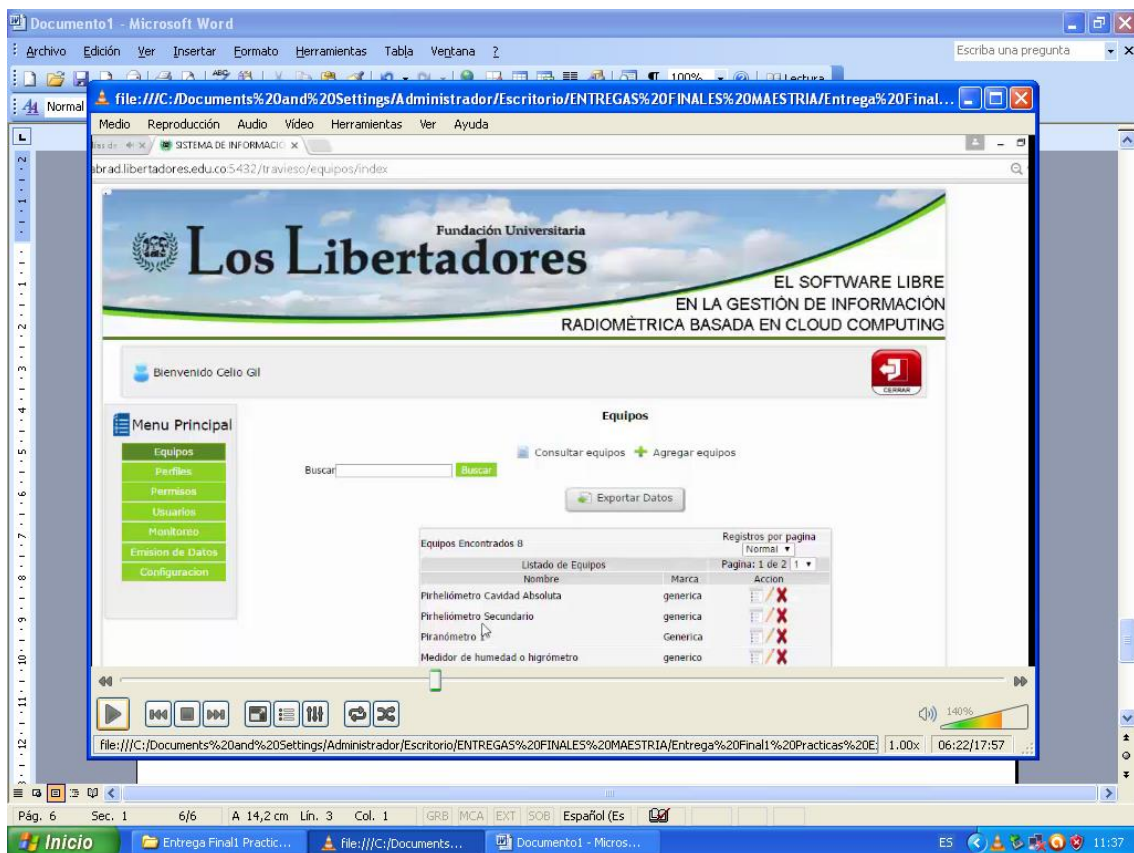 Documento1 - Microsoft Word
Archivo Edición Ver Insertar Formato Herramientas Tabla Ventana ?
Escriba una pregunta
100%
Lectura
Normal
file:///C:/Documents%20and%20Settings/Administrador/Escritorio/ENTREGAS%20FINALES%20MAESTRIA/Entrega%20Final...
Medio Reproducción Audio Vídeo Herramientas Ver Ayuda
SISTEMA DE INFORMACIO
abrad.libertadores.edu.co:5432/travieso/equipos/index
Fundación Universitaria
Los Libertadores
EL SOFTWARE LIBRE
EN LA GESTIÓN DE INFORMACIÓN
RADIOMÈTRICA BASADA EN CLOUD COMPUTING
Bienvenido Celio Gil
CERRAR
Menu Principal
Equipos
Perfiles
Permisos
Usuarios
Monitoreo
Emision de Datos
Configuracion
Equipos
Consultar equipos Agregar equipos
Buscar Buscar
Exportar Datos
Equipos Encontrados 8 Registros por pagina
Normal
Listado de Equipos Pagina: 1 de 2 1
Nombre Marca Accion
Pirheliómetro Cavidad Absoluta generica
Pirheliómetro Secundario generica
Piranómetro Generica
Medidor de humedad o higrómetro generico
140%
file:///C:/Documents%20and%20Settings/Administrador/Escritorio/ENTREGAS%20FINALES%20MAESTRIA/Entrega%20Final1%20Practicas%20E 1.00x 06:22/17:57
Pág. 6 Sec. 1 6/6 A 14,2 cm Lín. 3 Col. 1 GRB MCA EXT SOB Español (Es
Inicio Entrega Final1 Practic... file:///C:/Documents... Documento1 - Micros... ES 11:37